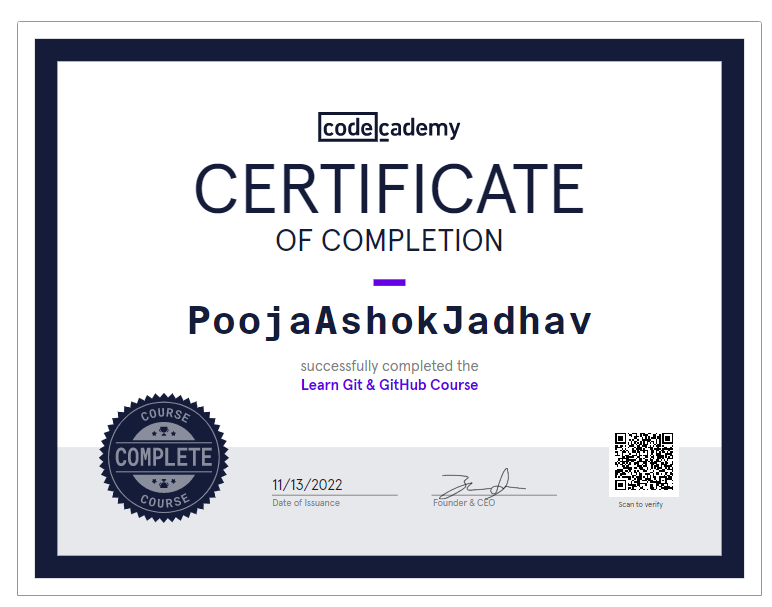 codecademy
CERTIFICATE
OF COMPLETION
PoojaAshokJadhav
successfully completed the
Learn Git & GitHub Course
COURSE
COMPLETE
COURSE
11/13/2022
Date of Issuance
Founder & CEO
Scan to verify